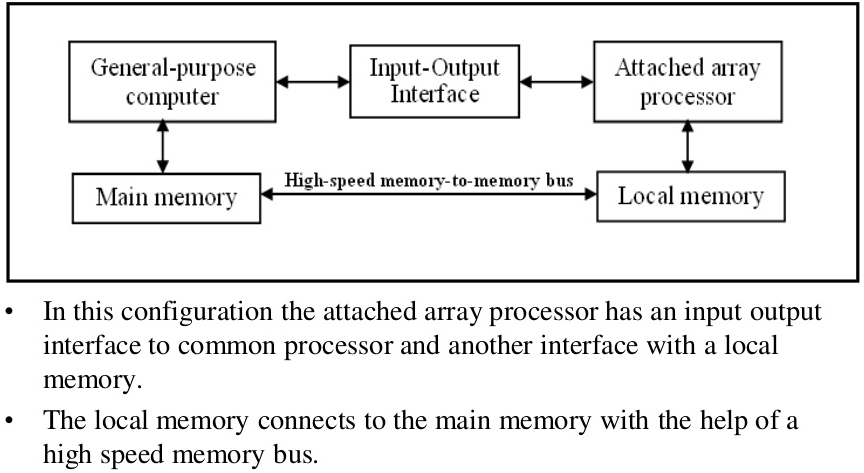 General-purpose
computer
Input-Output
Interface
Attached array
processor
Main memory
High-speed memory-to-memory bus
Local memory
• In this configuration the attached array processor has an input output
interface to common processor and another interface with a local
memory.
• The local memory connects to the main memory with the help of a
high speed memory bus.